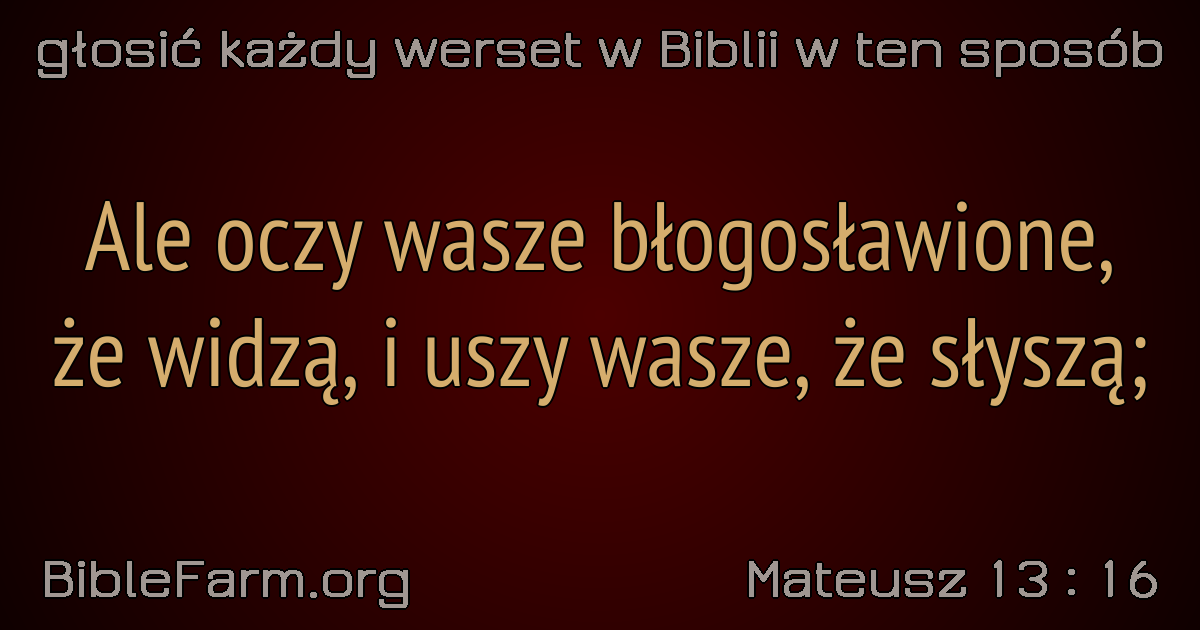 głosić każdy werset w Biblii w ten sposób
Ale oczy wasze błogosławione,
że widzą, i uszy wasze, że słyszą;
BibleFarm.org
Mateusz 13 : 16